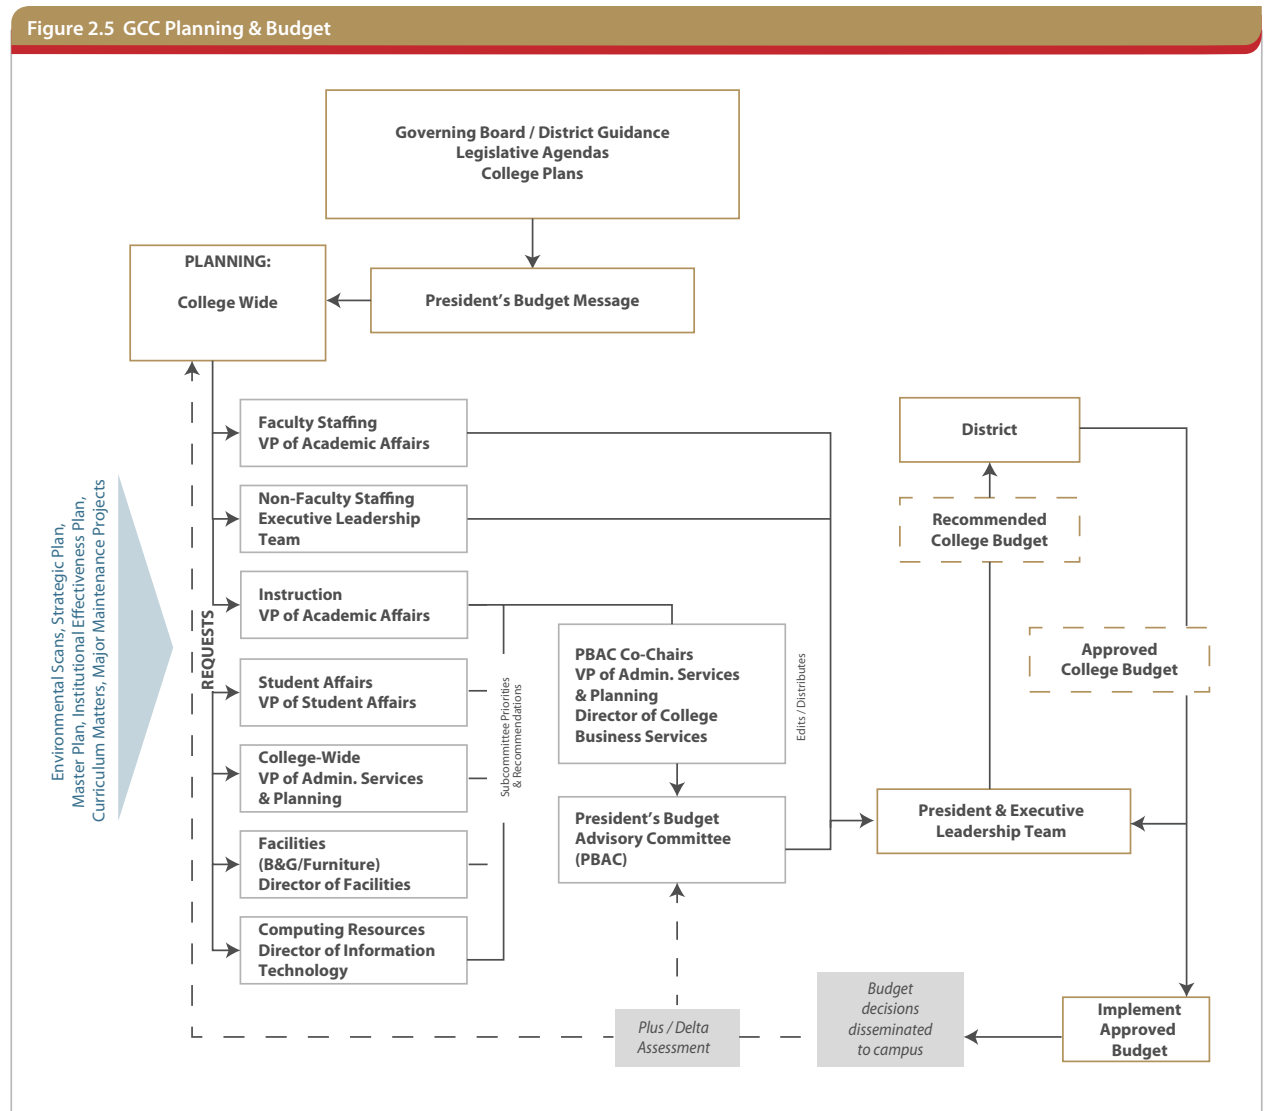 Figure 2.5 GCC Planning & Budget
Governing Board / District Guidance
Legislative Agendas
College Plans
PLANNING:
College Wide
President’s Budget Message
Faculty Staffing
VP of Academic Affairs
Non-Faculty Staffing
Executive Leadership
Team
Instruction
VP of Academic Affairs
Student Affairs
VP of Student Affairs
College-Wide
VP of Admin. Services
& Planning
Facilities
(B&G/Furniture)
Director of Facilities
Computing Resources
Director of Information
Technology
Environmental Scans, Strategic Plan,
Master Plan, Institutional Effectiveness Plan,
Curriculum Matters, Major Maintenance Projects
REQUESTS
Subcommittee Priorities
& Recommendations
PBAC Co-Chairs
VP of Admin. Services
& Planning
Director of College
Business Services
Edits / Distributes
President’s Budget
Advisory Committee
(PBAC)
District
Recommended
College Budget
Approved
College Budget
President & Executive
Leadership Team
Implement
Approved
Budget
Budget
decisions
disseminated
to campus
Plus / Delta
Assessment